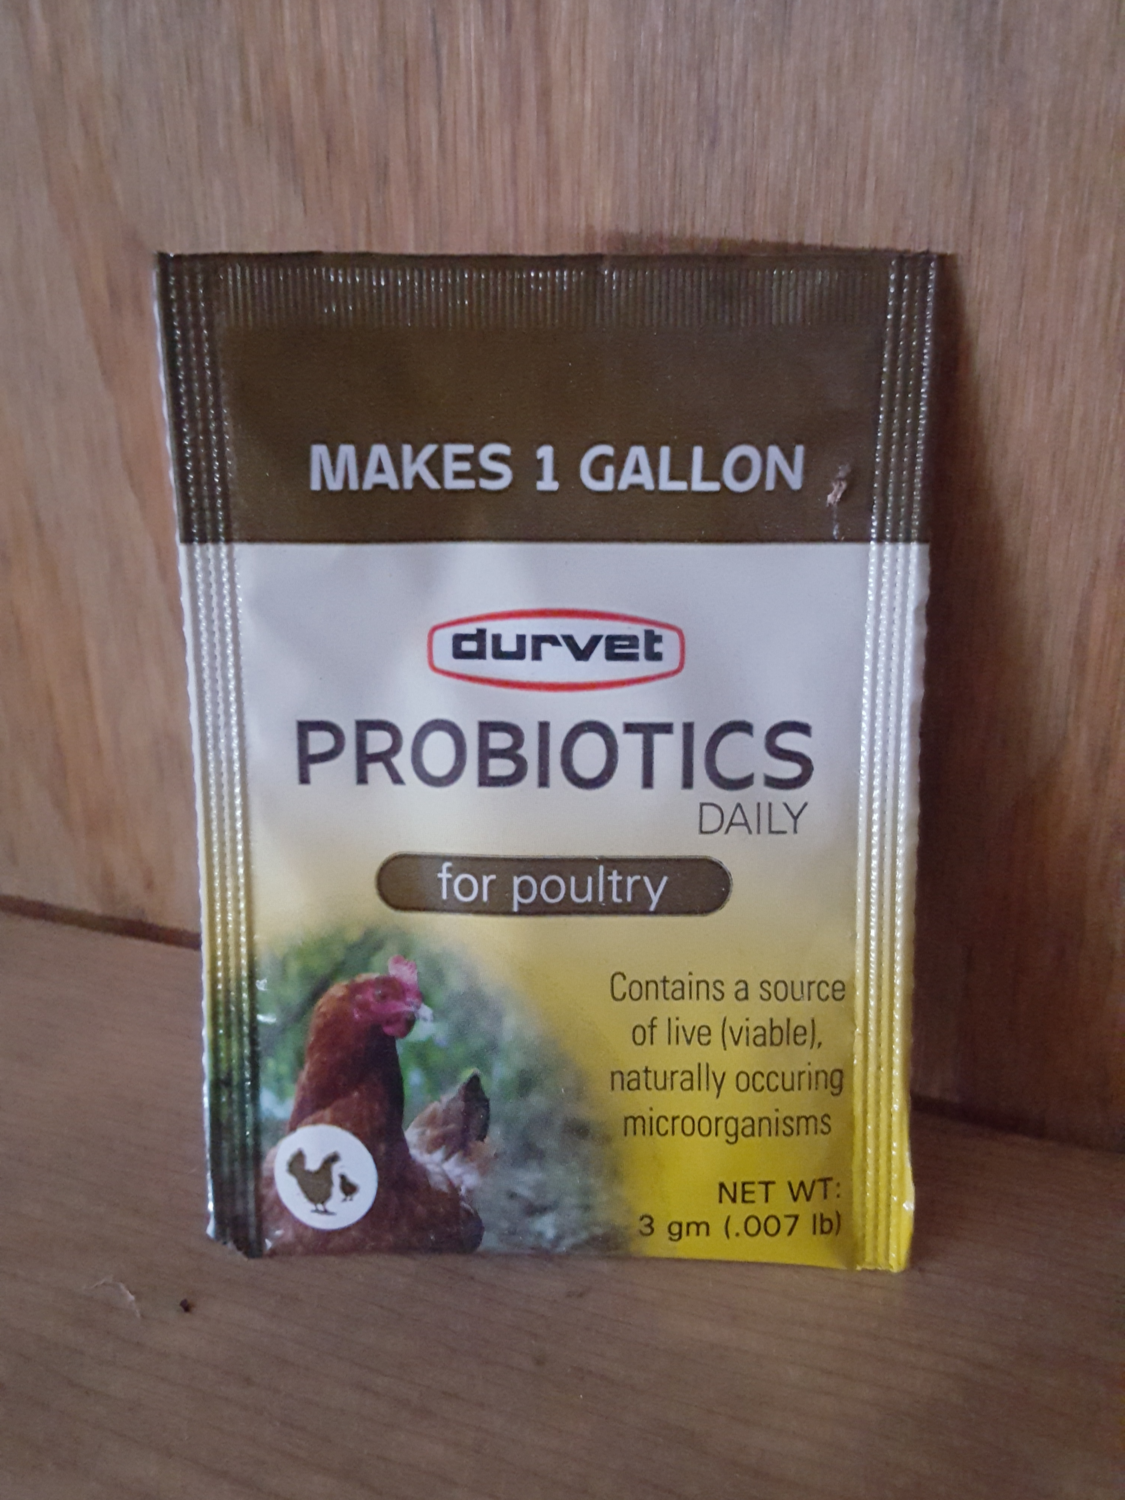 MAKES 1 GALLON
durvet
PROBIOTICS
DAILY
for poultry
Contains a source
of live (viable),
naturally occuring
microorganisms
NET WT:
3 gm (.007 lb)